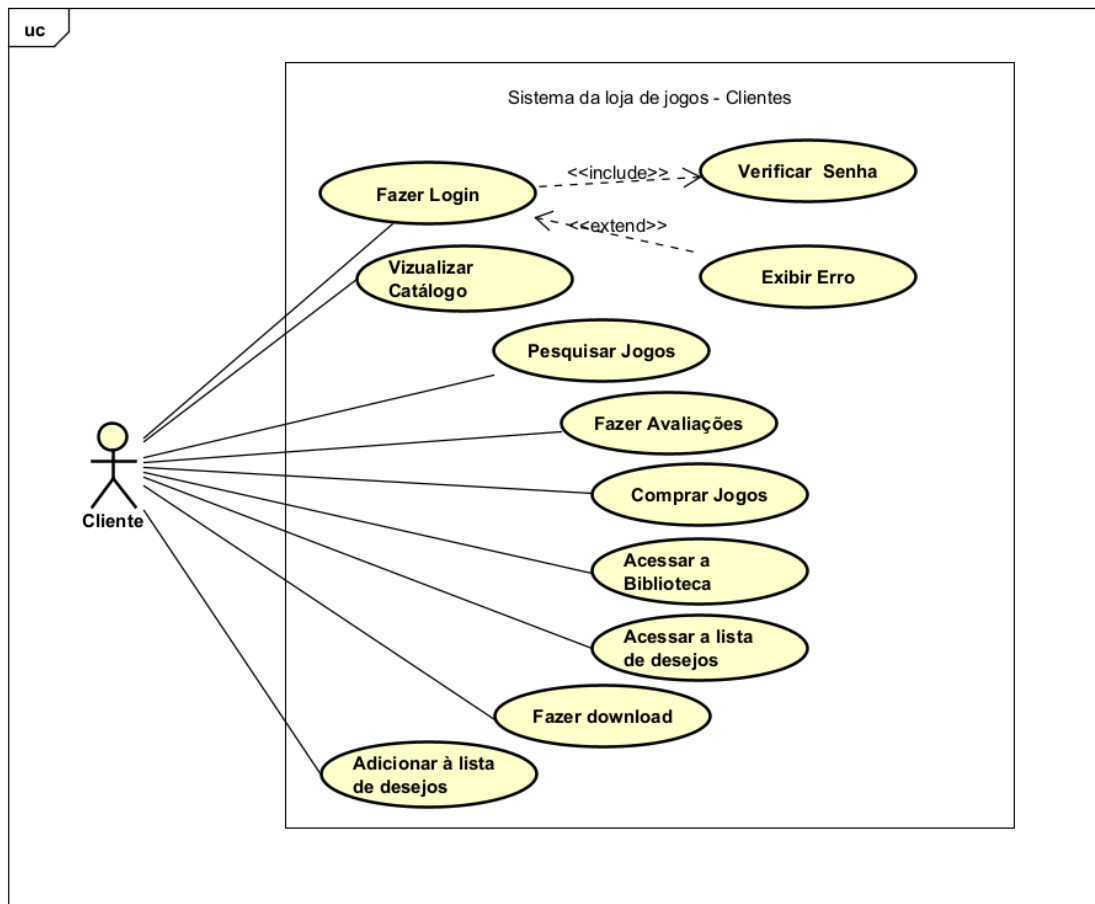 uc
Sistema da loja de jogos - Clientes
Fazer Login
<<include>>
Verificar Senha
<<extend>>
Exibir Erro
Vizualizar
Catálogo
Pesquisar Jogos
Fazer Avaliações
Comprar Jogos
Cliente
Acessar a
Biblioteca
Acessar a lista
de desejos
Fazer download
Adicionar à lista
de desejos